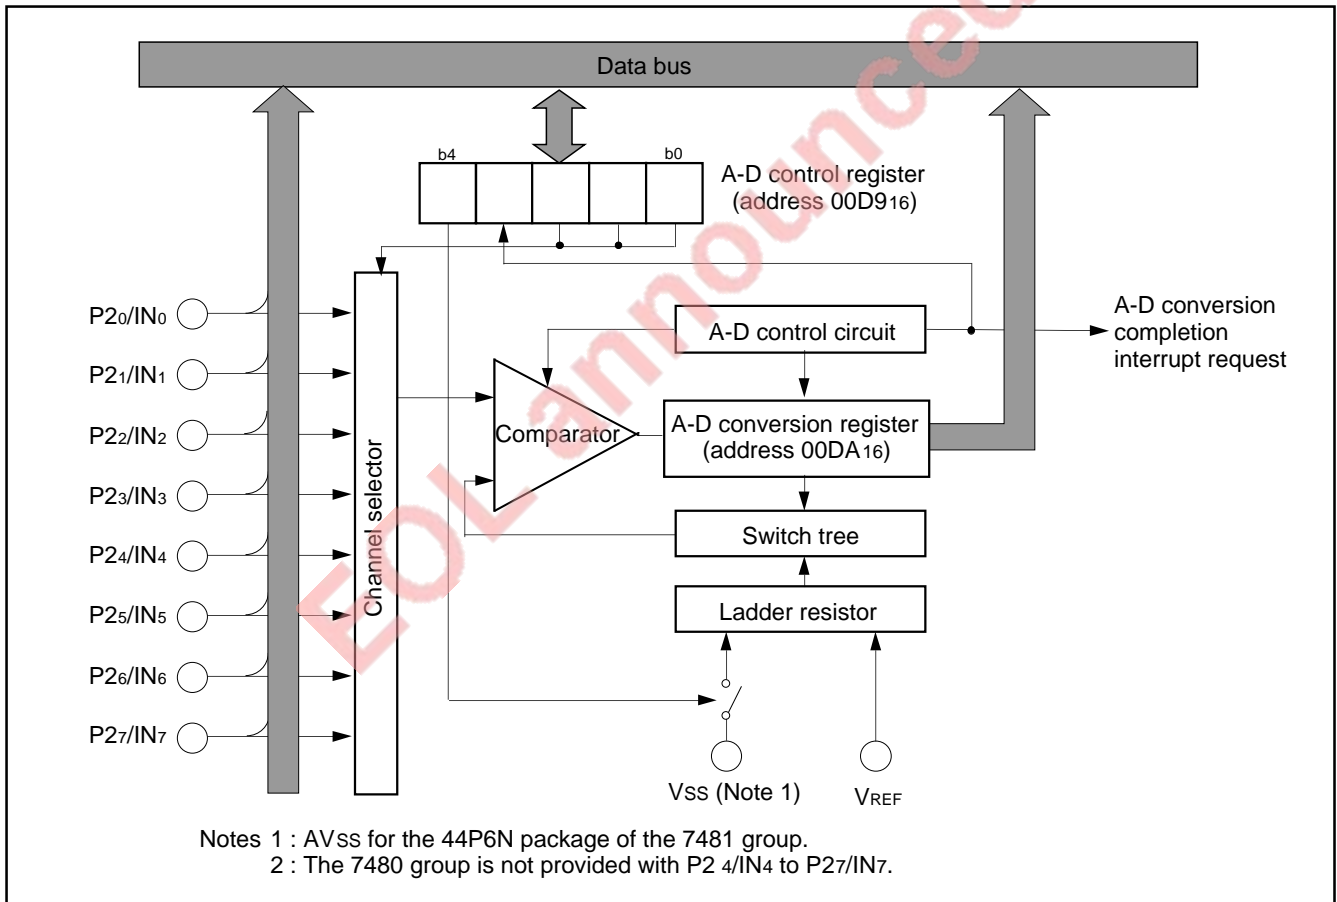 Data bus
b4
b0
A-D control register
(address 00D916)
P20/IN0
P21/IN1
P22/IN2
P23/IN3
P24/IN4
P25/IN5
P26/IN6
P27/IN7
Channel selector
Comparator
A-D control circuit
A-D conversion
completion
interrupt request
A-D conversion register
(address 00DA16)
Switch tree
Ladder resistor
VSS (Note 1)
VREF
Notes 1 : AVSS for the 44P6N package of the 7481 group.
2 : The 7480 group is not provided with P2 4/IN4 to P27/IN7.
EOL announced